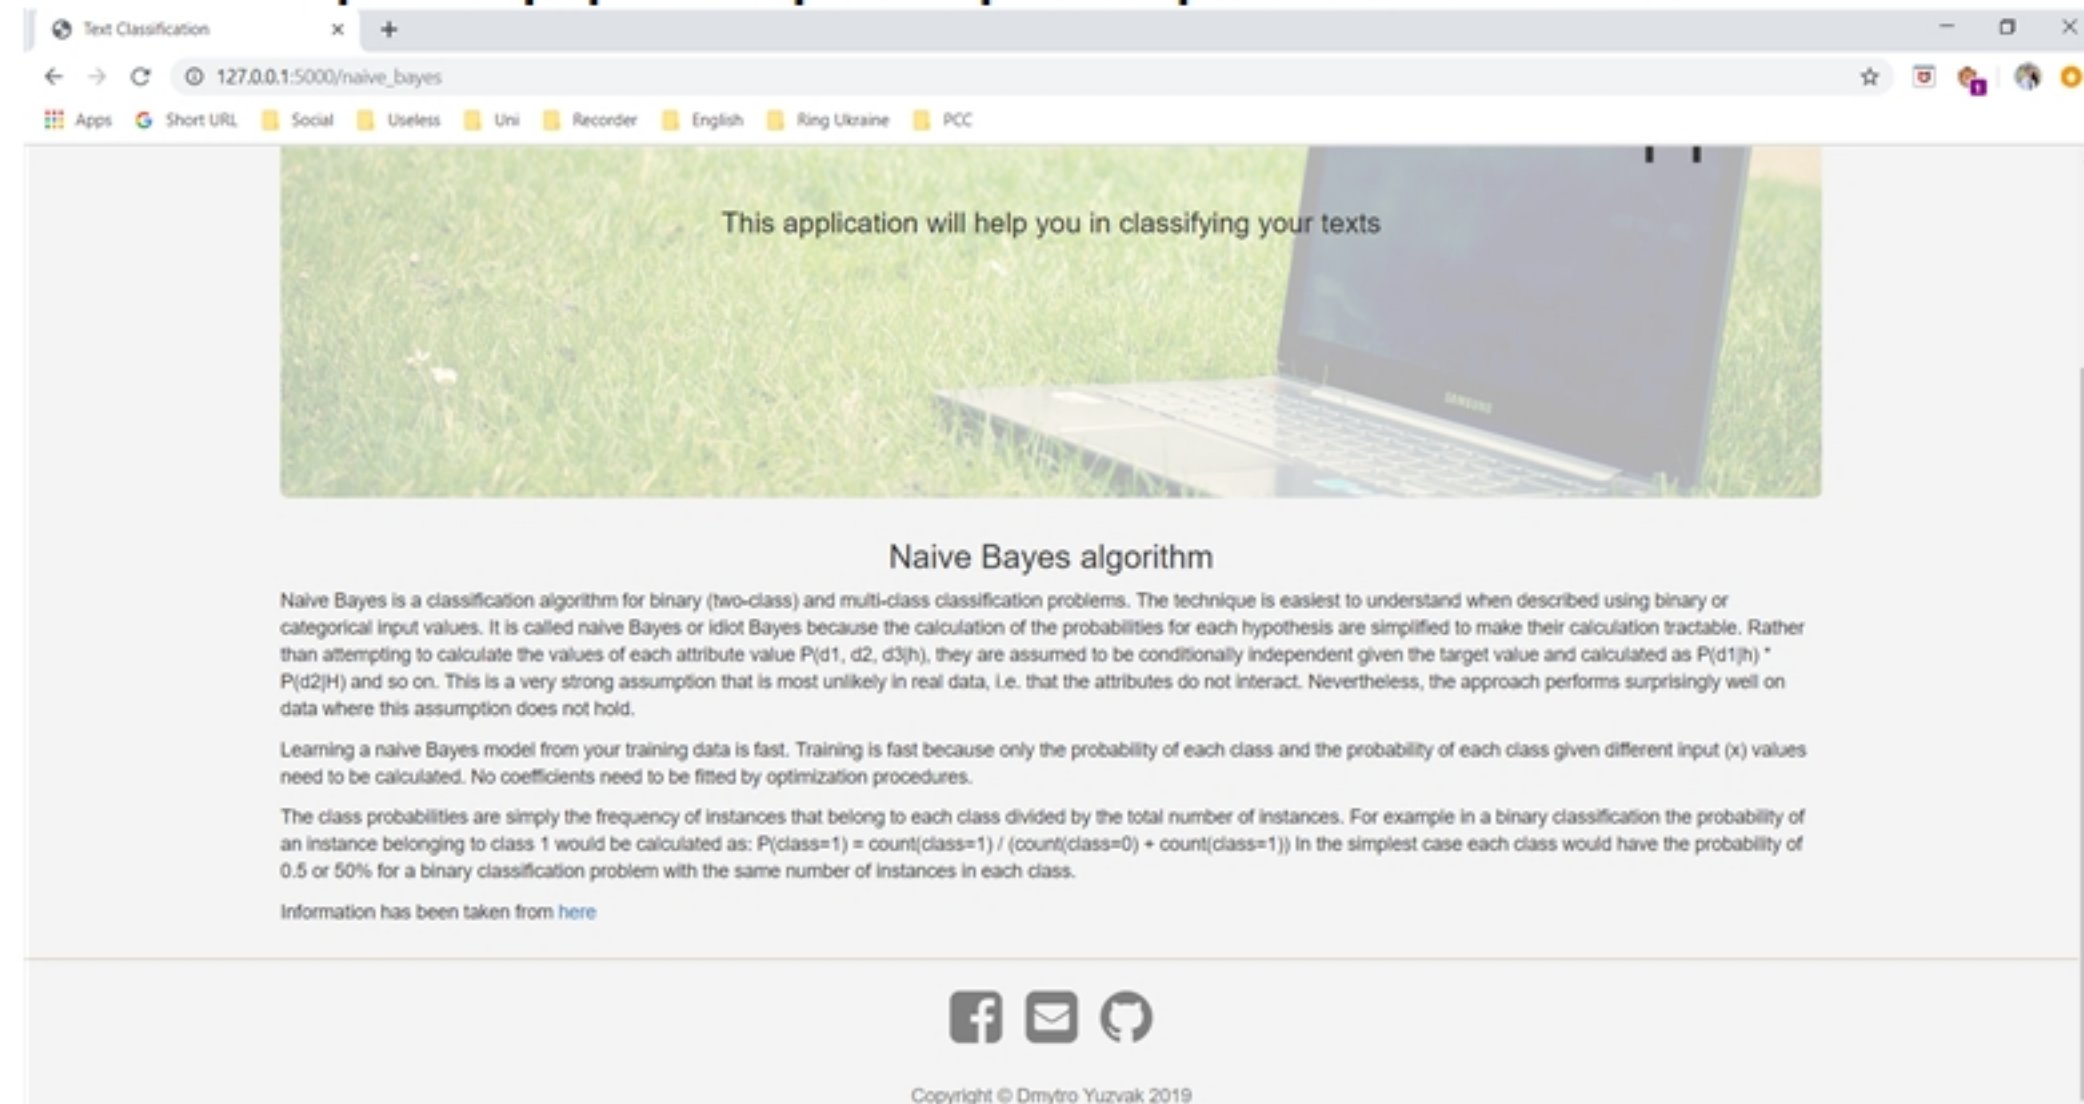 Text Classification
127.0.0.1:5000/naive_bayes
Apps Short URL Social Useless Uni Recorder English Ring Ukraine PCC
This application will help you in classifying your texts
SAMSUNG
Naive Bayes algorithm
Naive Bayes is a classification algorithm for binary (two-class) and multi-class classification problems. The technique is easiest to understand when described using binary or
categorical input values. It is called naive Bayes or idiot Bayes because the calculation of the probabilities for each hypothesis are simplified to make their calculation tractable. Rather
than attempting to calculate the values of each attribute value P(d1, d2, d3|h), they are assumed to be conditionally independent given the target value and calculated as P(d1|h) *
P(d2|H) and so on. This is a very strong assumption that is most unlikely in real data, i.e. that the attributes do not interact. Nevertheless, the approach performs surprisingly well on
data where this assumption does not hold.
Learning a naive Bayes model from your training data is fast. Training is fast because only the probability of each class and the probability of each class given different input (x) values
need to be calculated. No coefficients need to be fitted by optimization procedures.
The class probabilities are simply the frequency of instances that belong to each class divided by the total number of instances. For example in a binary classification the probability of
an instance belonging to class 1 would be calculated as: P(class=1) = count(class=1) / (count(class=0) + count(class=1)) In the simplest case each class would have the probability of
0.5 or 50% for a binary classification problem with the same number of instances in each class.
Information has been taken from here
Copyright © Dmytro Yuzvak 2019